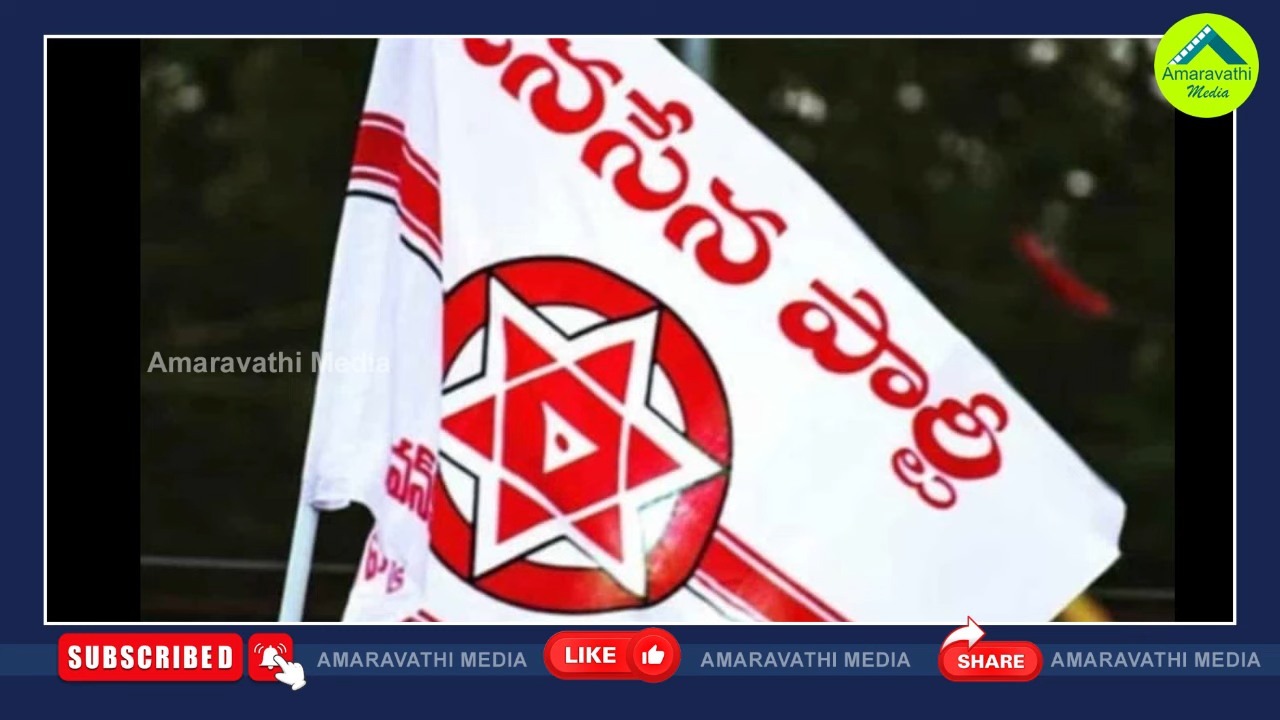 Amaravathi
Media
జనసేన పార్టీ
Amaravathi Media
SUBSCRIBED
AMARAVATHI MEDIA
LIKE
AMARAVATHI MEDIA
SHARE
AMARAVATHI MEDIA